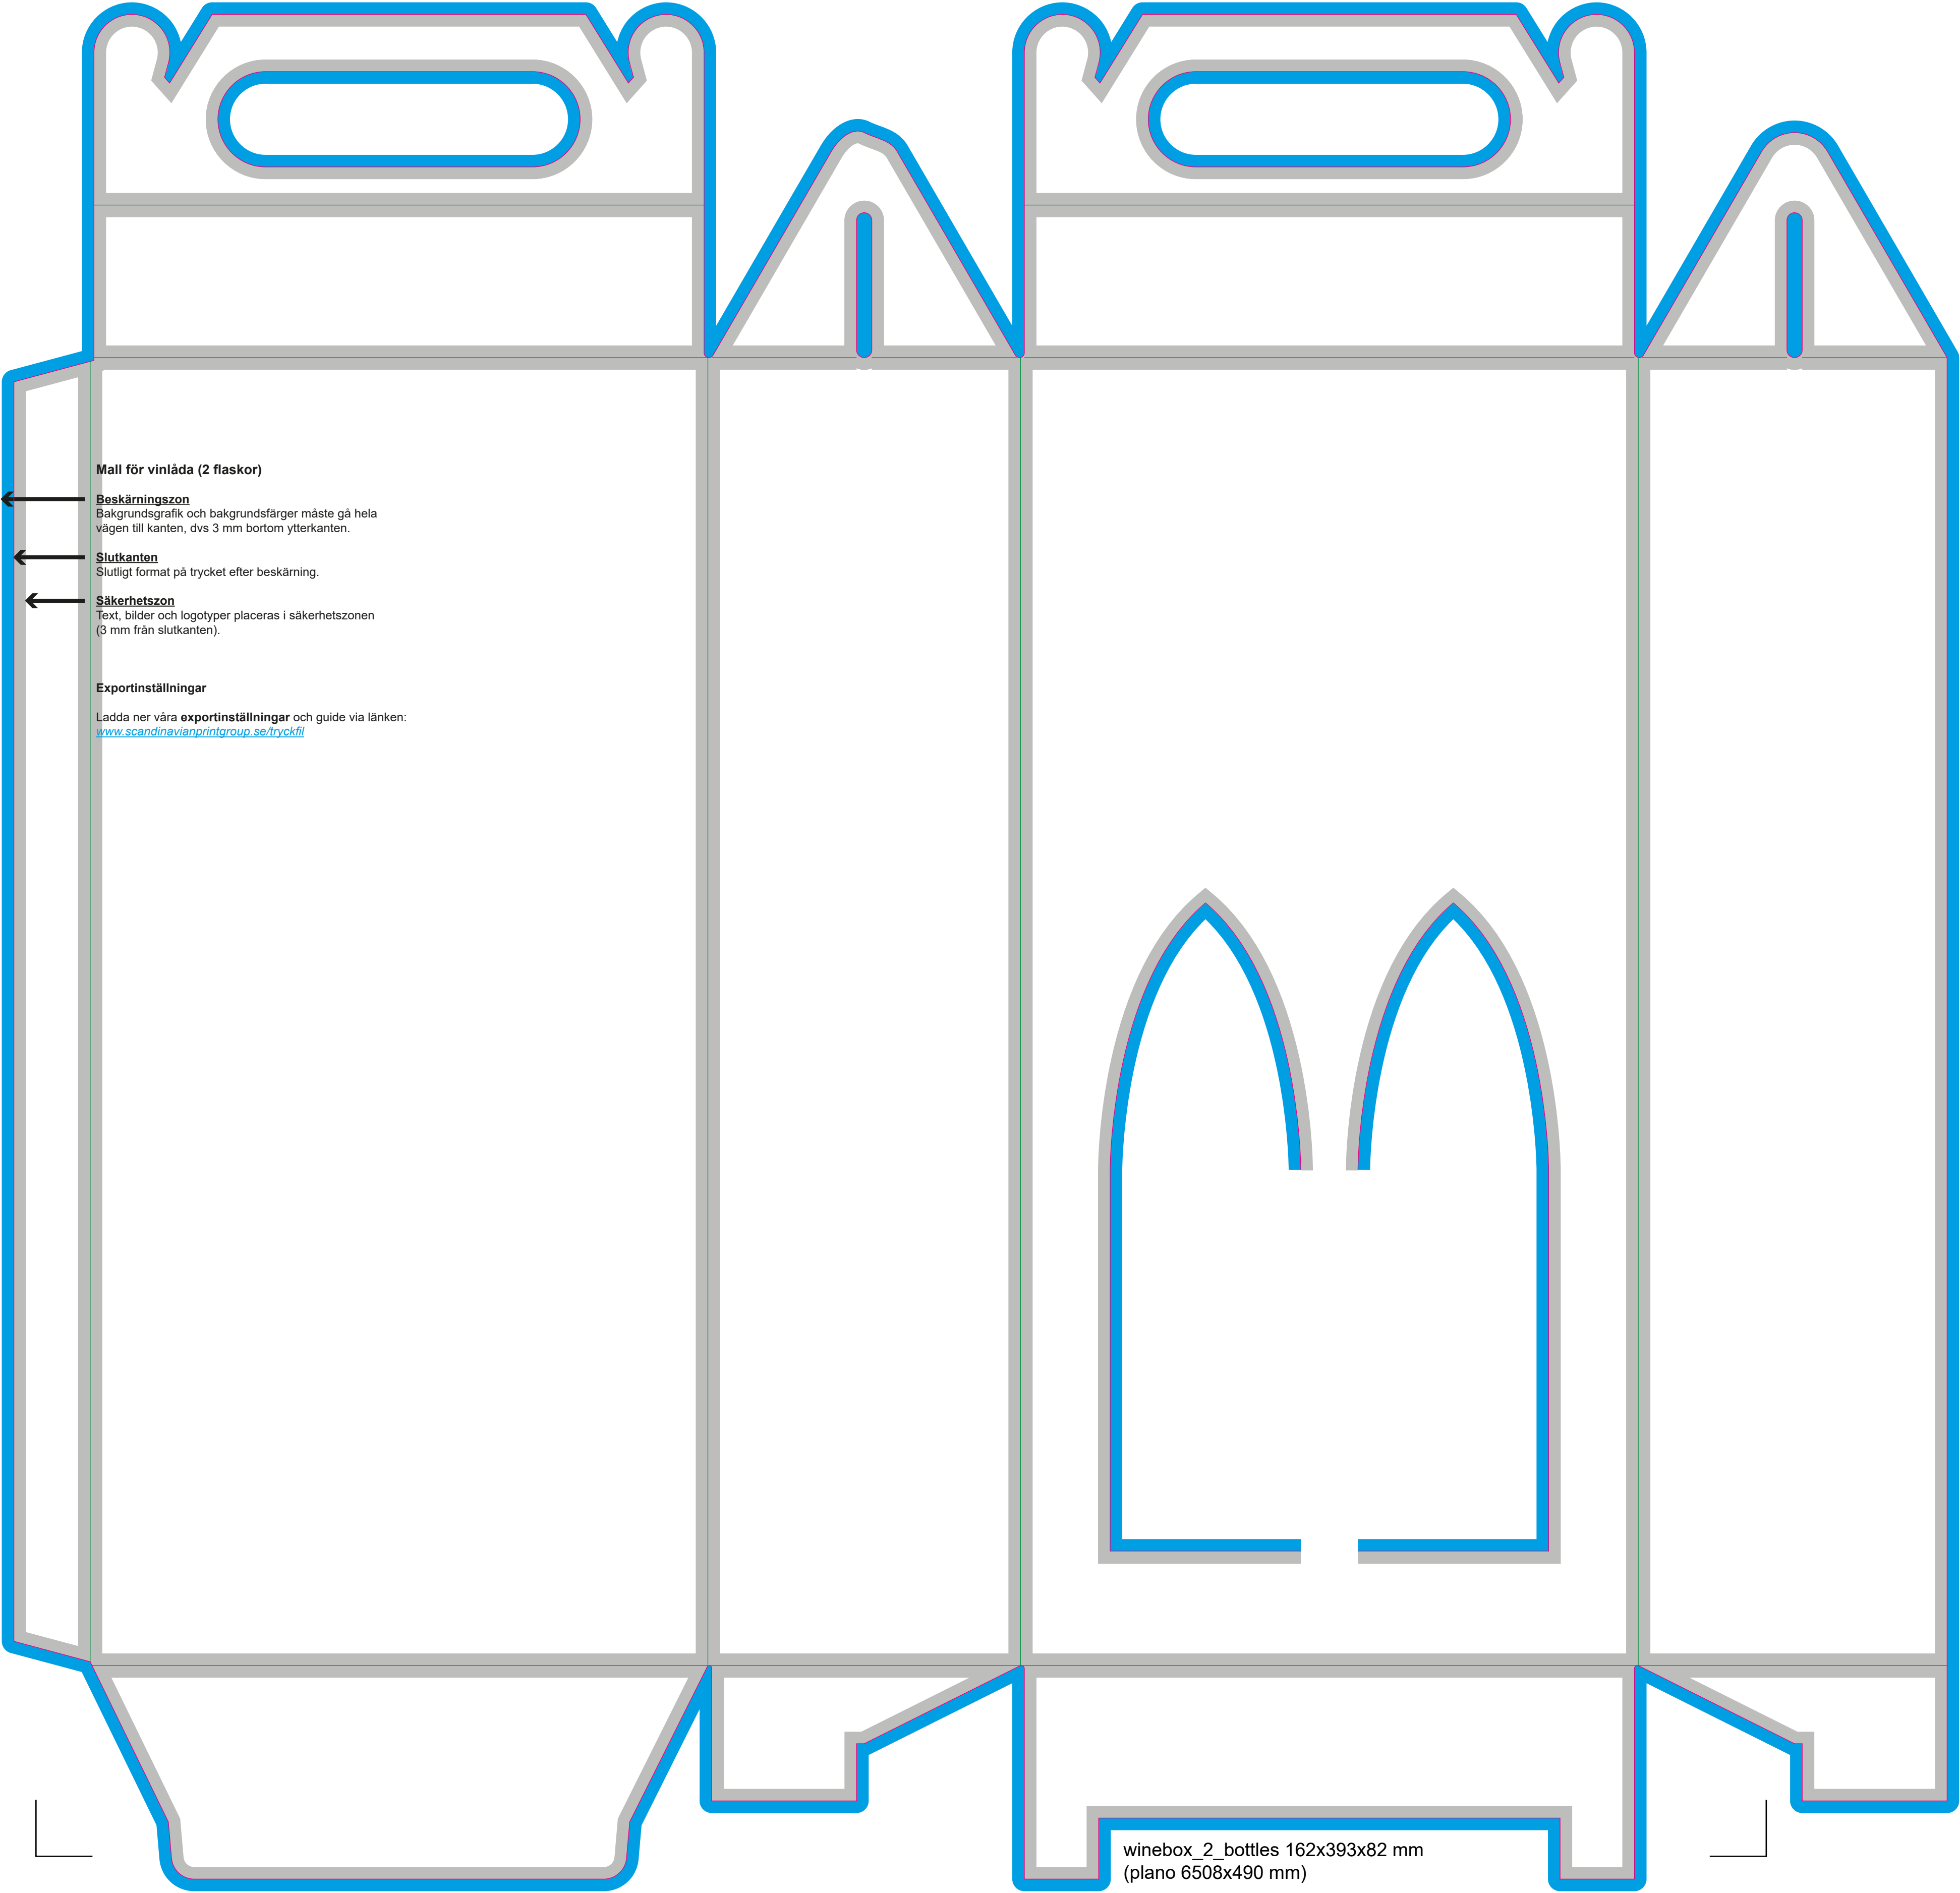 Mall för vinlåda (2 flaskor)
Beskärningszon
Bakgrundsgrafik och bakgrundsfärger måste gå hela
vägen till kanten, dvs 3 mm bortom ytterkanten.
Slutkanten
Slutligt format på trycket efter beskärning.
Säkerhetszon
Text, bilder och logotyper placeras i säkerhetszonen
(3 mm från slutkanten).
Exportinställningar
Ladda ner våra exportinställningar och guide via länken:
www.scandinavianprintgroup.se/tryckfil
winebox_2_bottles 162x393x82 mm
(plano 6508x490 mm)